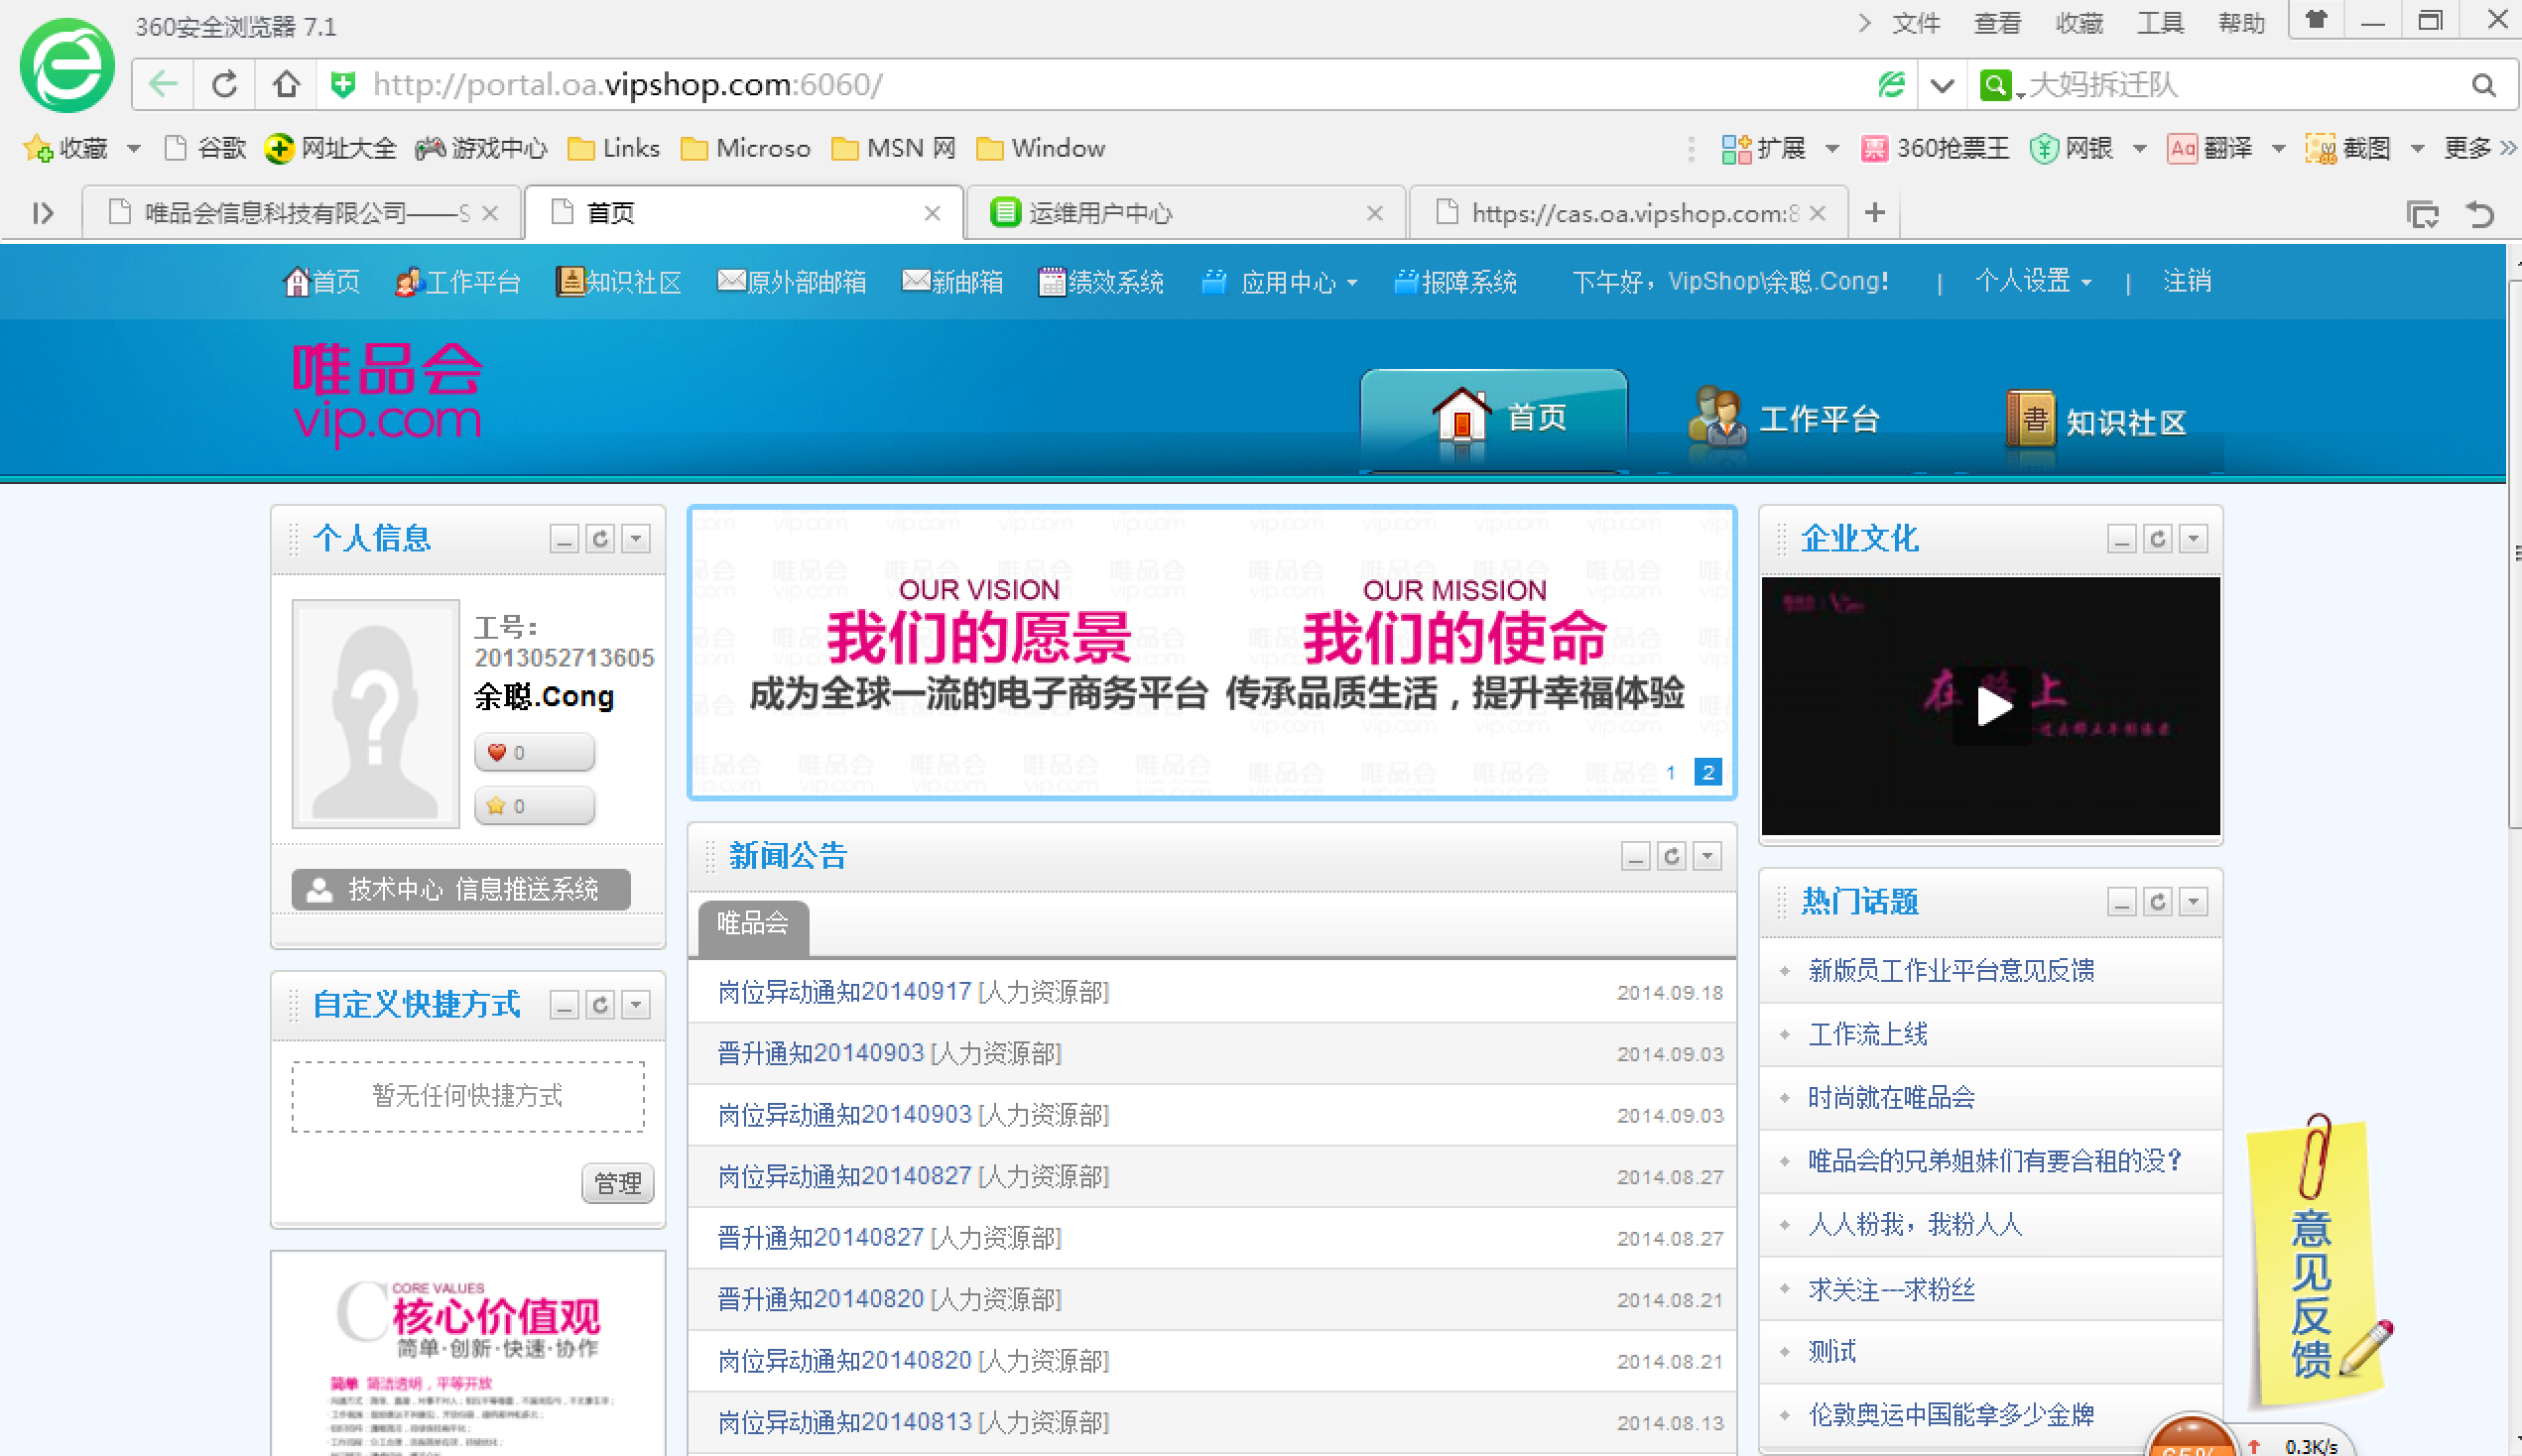 360安全浏览器 7.1
文件 查看 收藏 工具 帮助
http://portal.oa.vipshop.com:6060/
大妈拆迁队
收藏 谷歌 网址大全 游戏中心 Links Microso MSN 网 Window
扩展 360抢票王 网银 翻译 截图 更多
唯品会信息科技有限公司——S
首页
运维用户中心
https://cas.oa.vipshop.com:8
首页 工作平台 知识社区 原外部邮箱 新邮箱 绩效系统 应用中心 报障系统 下午好，VipShop\余聪.Cong! | 个人设置 | 注销
唯品会
vip.com
首页 工作平台 知识社区
个人信息
工号：
2013052713605
余聪.Cong
0
0
技术中心 信息推送系统
自定义快捷方式
暂无任何快捷方式
管理
CORE VALUES
核心价值观
简单·创新·快速·协作
简单 简洁透明，平等开放
OUR VISION
我们的愿景
成为全球一流的电子商务平台
OUR MISSION
我们的使命
传承品质生活，提升幸福体验
1 2
新闻公告
唯品会
岗位异动通知20140917 [人力资源部] 2014.09.18
晋升通知20140903 [人力资源部] 2014.09.03
岗位异动通知20140903 [人力资源部] 2014.09.03
岗位异动通知20140827 [人力资源部] 2014.08.27
晋升通知20140827 [人力资源部] 2014.08.27
晋升通知20140820 [人力资源部] 2014.08.21
岗位异动通知20140820 [人力资源部] 2014.08.21
岗位异动通知20140813 [人力资源部] 2014.08.13
企业文化
在路上
热门话题
新版员工作业平台意见反馈
工作流上线
时尚就在唯品会
唯品会的兄弟姐妹们有要合租的没？
人人粉我，我粉人人
求关注---求粉丝
测试
伦敦奥运中国能拿多少金牌
意见反馈
65%
0.3K/s